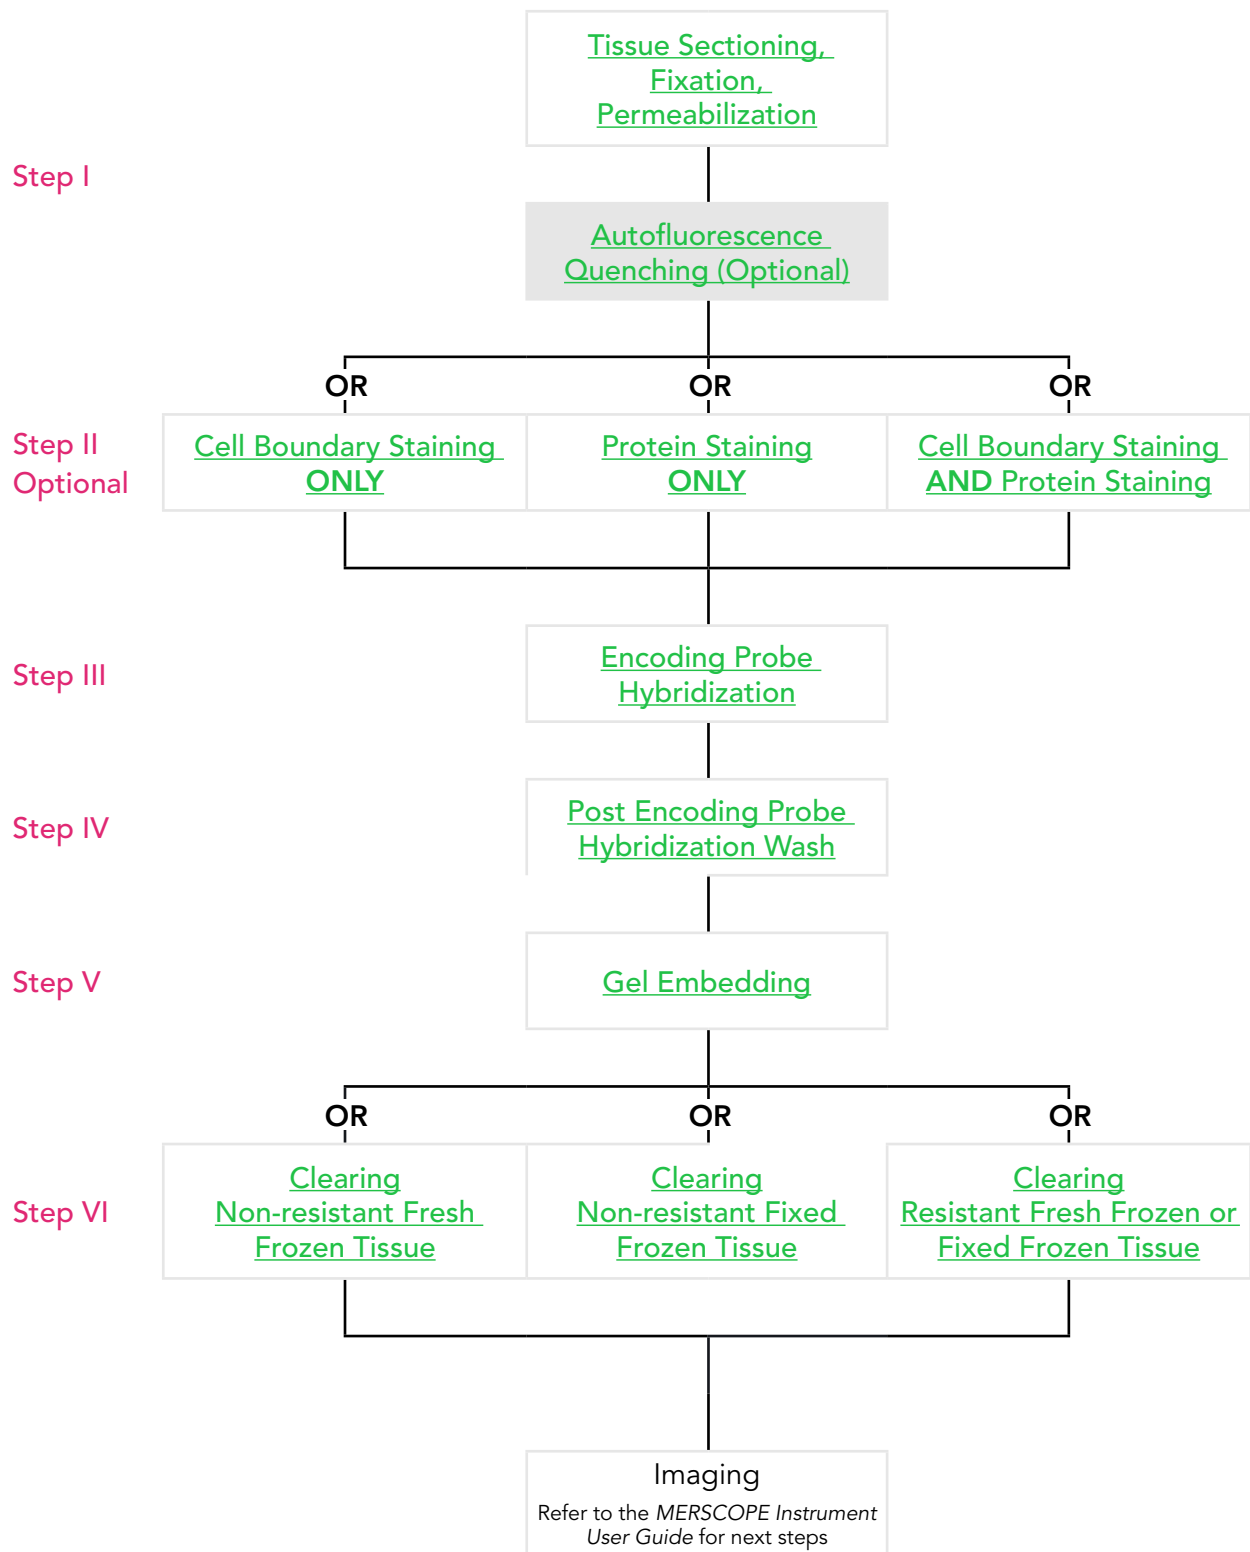 Tissue Sectioning,
Fixation,
Permeabilization
Step I
Autofluorescence
Quenching (Optional)
OR
OR
OR
Step II
Optional
Cell Boundary Staining
ONLY
Protein Staining
ONLY
Cell Boundary Staining
AND Protein Staining
Step III
Encoding Probe
Hybridization
Step IV
Post Encoding Probe
Hybridization Wash
Step V
Gel Embedding
OR
OR
OR
Step VI
Clearing
Non-resistant Fresh
Frozen Tissue
Clearing
Non-resistant Fixed
Frozen Tissue
Clearing
Resistant Fresh Frozen or
Fixed Frozen Tissue
Imaging
Refer to the MERSCOPE Instrument
User Guide for next steps